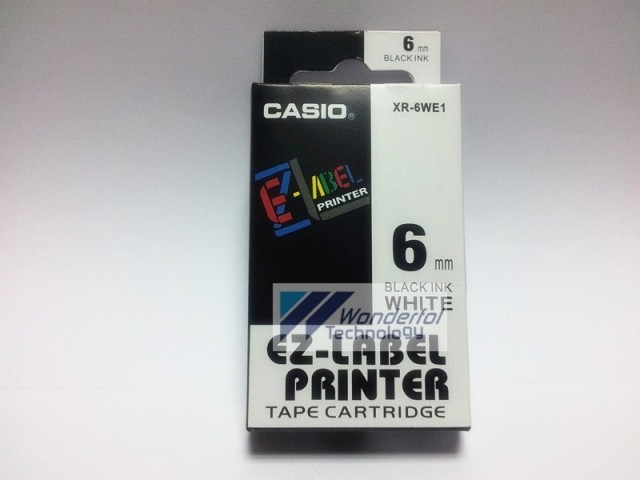 6 mm
BLACK INK
CASIO®
XR-6WE1
EZ-LABEL
PRINTER
6 mm
BLACK INK
WHITE
Wonderfol
Technology
EZ-LABEL
PRINTER
TAPE CARTRIDGE